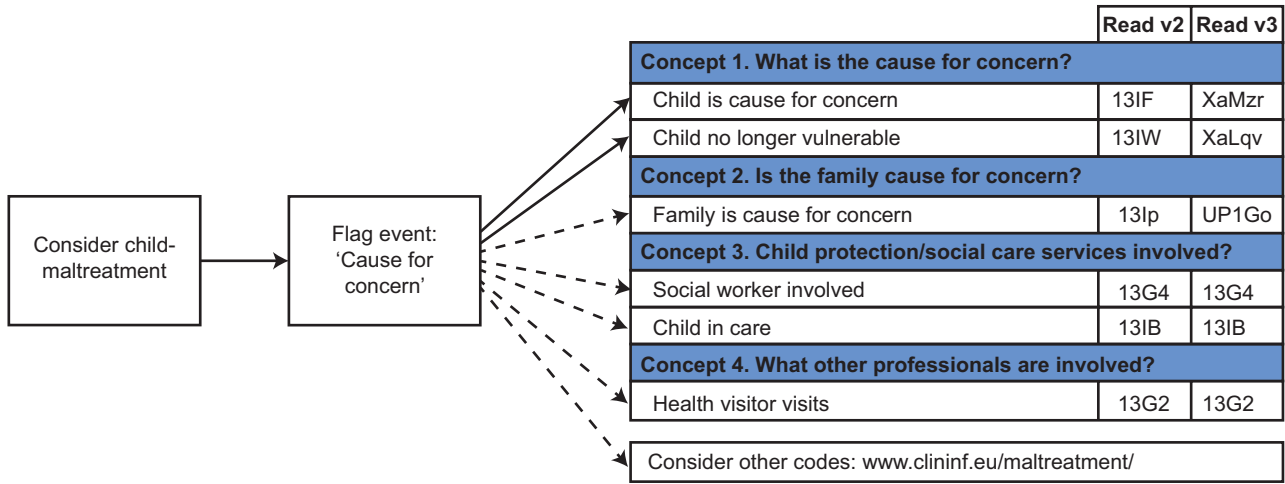 Read v2 Read v3
Concept 1. What is the cause for concern?
Child is cause for concern 13IF XaMzr
Child no longer vulnerable 13IW XaLqv
Concept 2. Is the family cause for concern?
Family is cause for concern 13Ip UP1Go
Concept 3. Child protection/social care services involved?
Social worker involved 13G4 13G4
Child in care 13IB 13IB
Concept 4. What other professionals are involved?
Health visitor visits 13G2 13G2
Consider other codes: www.clininf.eu/maltreatment/
Consider child-
maltreatment
Flag event:
‘Cause for
concern’